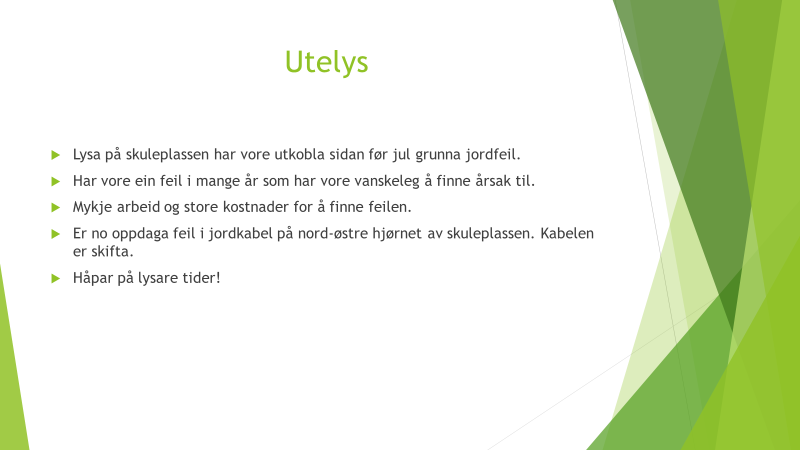 Utelys
Lysa på skuleplassen har vore utkobla sidan før jul grunna jordfeil.
Har vore ein feil i mange år som har vore vanskeleg å finne årsak til.
Mykje arbeid og store kostnader for å finne feilen.
Er no oppdaga feil i jordkabel på nord-østre hjørnet av skuleplassen. Kabelen
er skifta.
Håpar på lysare tider!